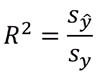 R² = s_ŷ / s_y